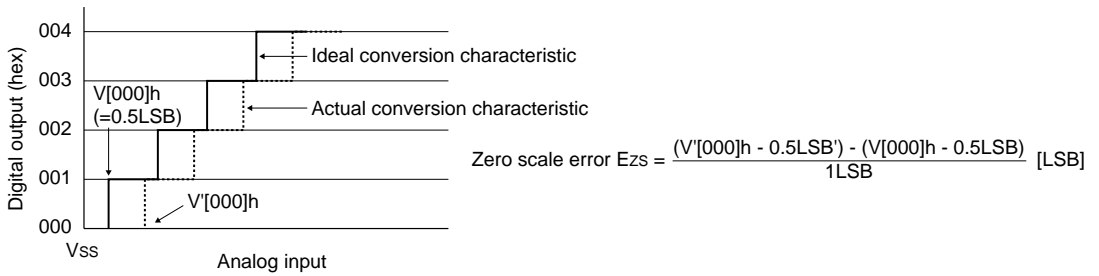 Digital output (hex)
004
003
002
001
000
V[000]h
(=0.5LSB)
Ideal conversion characteristic
Actual conversion characteristic
V'[000]h
VSS
Analog input
Zero scale error EZS = (V'[000]h - 0.5LSB') - (V[000]h - 0.5LSB) [LSB]
1LSB